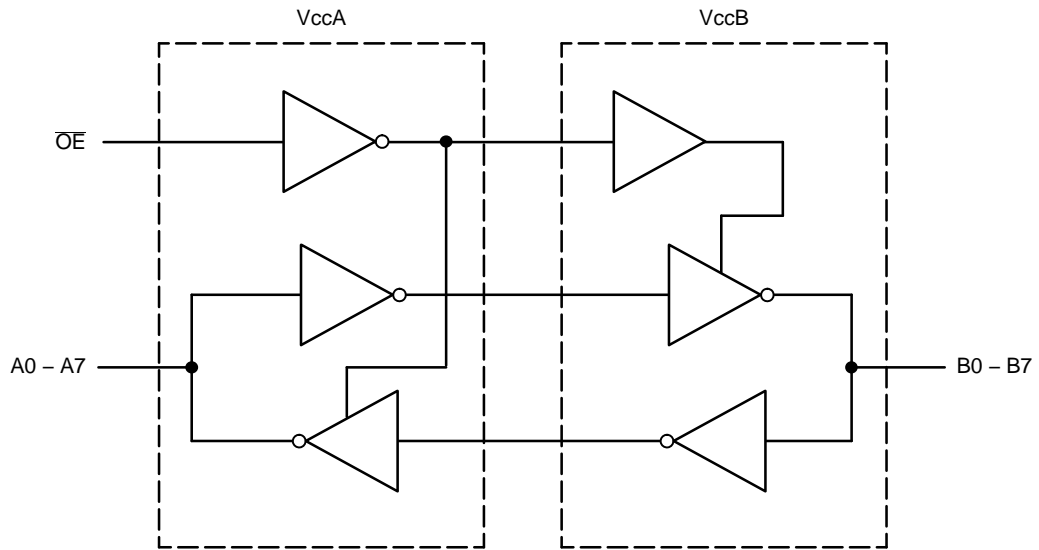 VccA
VccB
OE
A0 – A7
B0 – B7